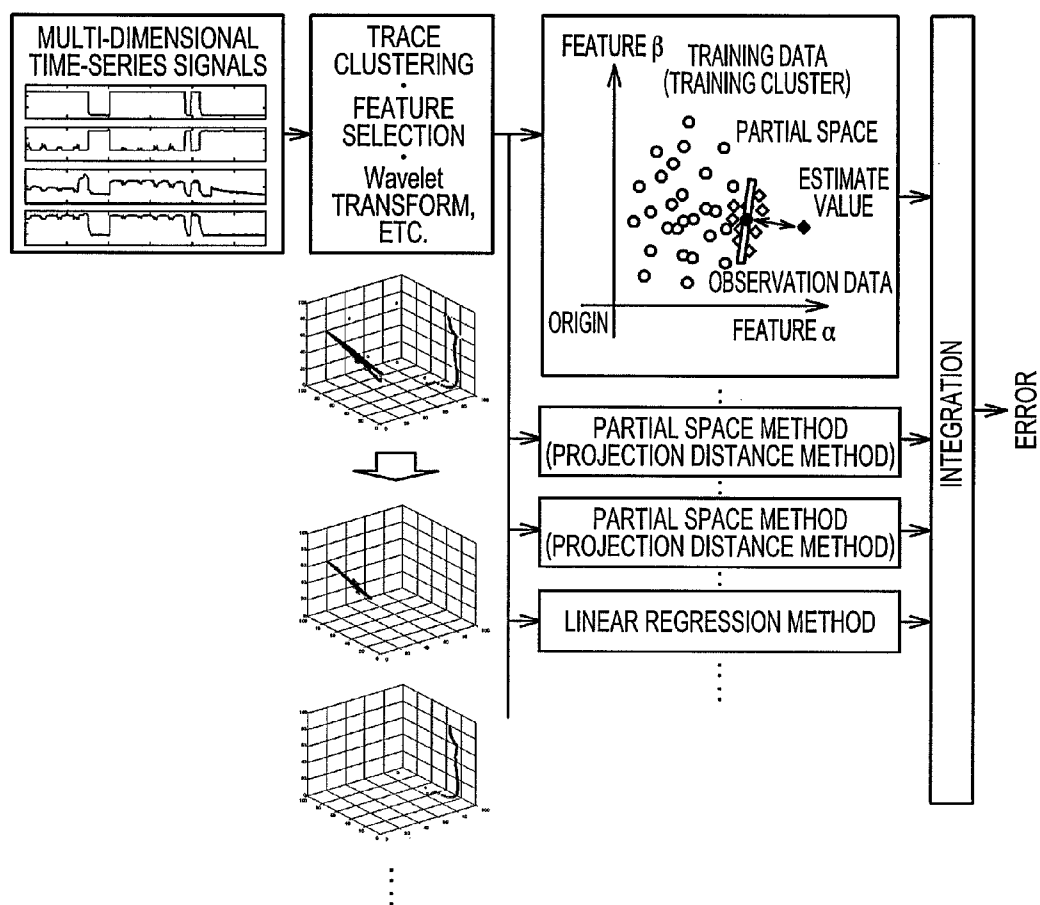 MULTI-DIMENSIONAL
TIME-SERIES SIGNALS
TRACE
CLUSTERING
·
FEATURE
SELECTION
·
Wavelet
TRANSFORM,
ETC.
FEATURE β
TRAINING DATA
(TRAINING CLUSTER)
PARTIAL SPACE
ESTIMATE
VALUE
OBSERVATION DATA
ORIGIN
FEATURE α
PARTIAL SPACE METHOD
(PROJECTION DISTANCE METHOD)
PARTIAL SPACE METHOD
(PROJECTION DISTANCE METHOD)
LINEAR REGRESSION METHOD
INTEGRATION
ERROR